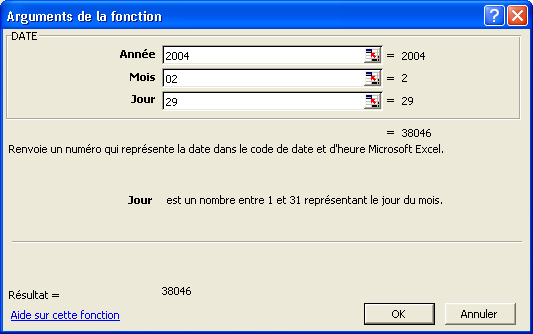 Arguments de la fonction
DATE
Année 2004 = 2004
Mois 02 = 2
Jour 29 = 29
= 38046
Renvoie un numéro qui représente la date dans le code de date et d'heure Microsoft Excel.
Jour est un nombre entre 1 et 31 représentant le jour du mois.
Résultat = 38046
Aide sur cette fonction OK Annuler